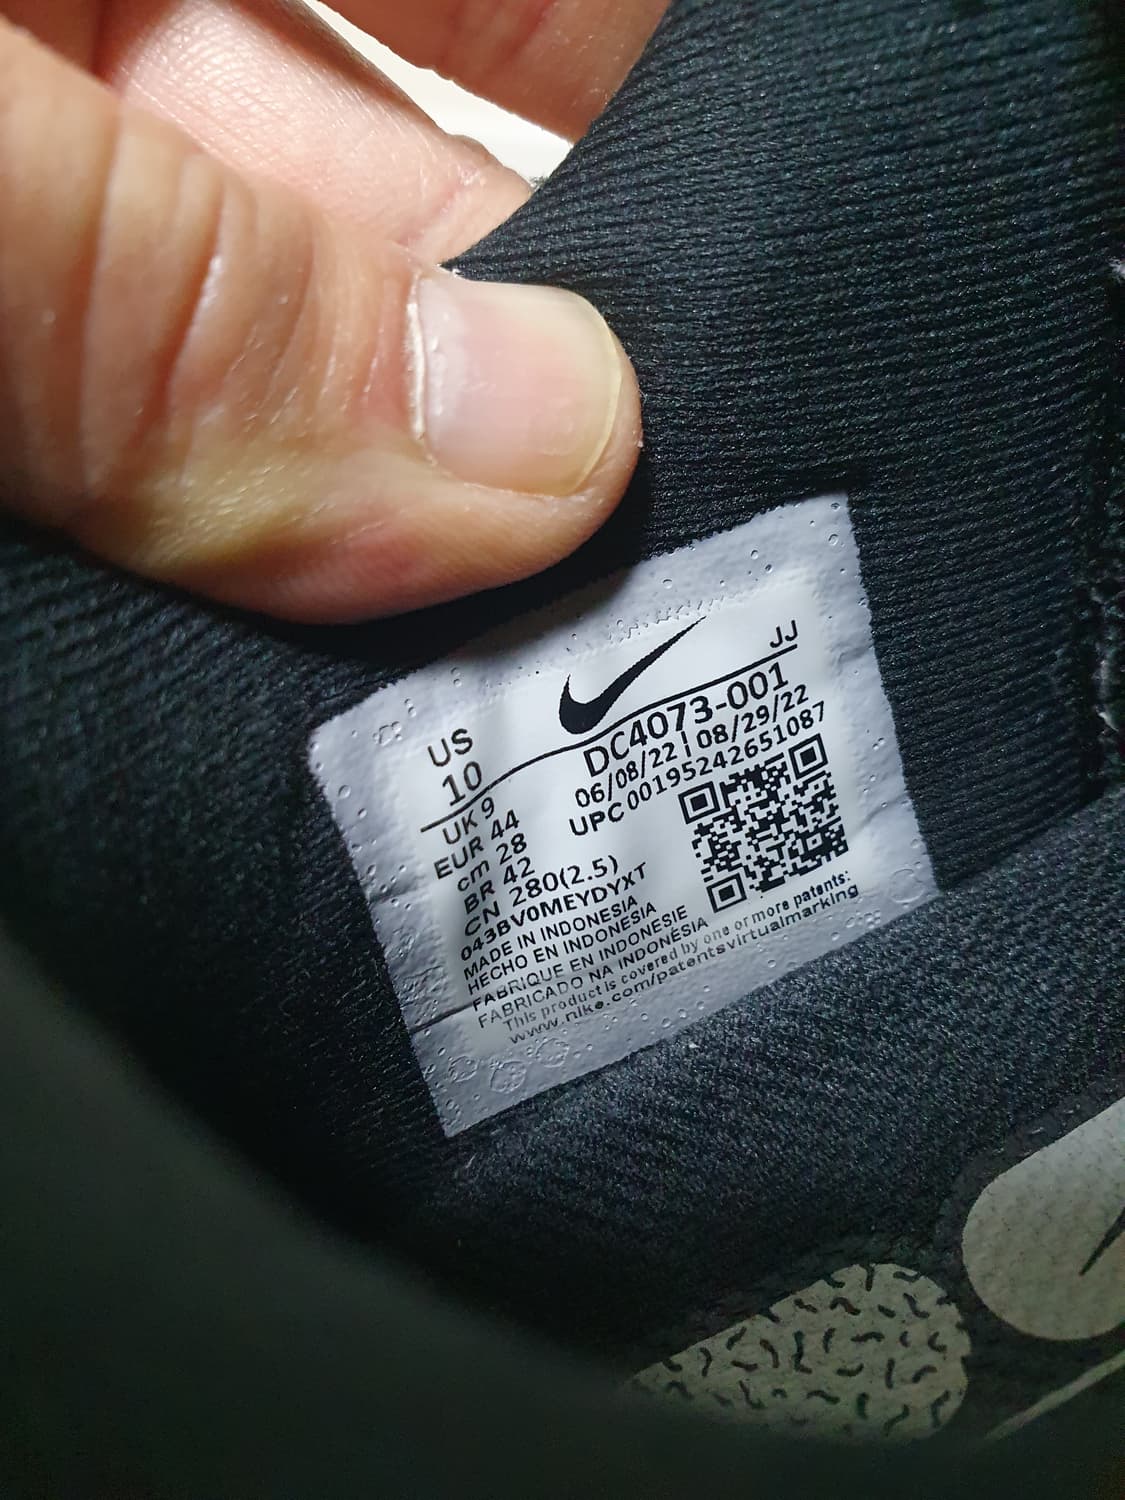 JJ
US
10
DC4073-001
06/08/22 | 08/29/22
UPC 00195242651087
UK 9
EUR 44
cm 28
BR 42
CN 280(2.5)
043BV0MEYDYXT
MADE IN INDONESIA
HECHO EN INDONESIA
FABRIQUE EN INDONESIE
FABRICADO NA INDONÉSIA
This product is covered by one or more patents:
www.nike.com/patentsvirtualmarking